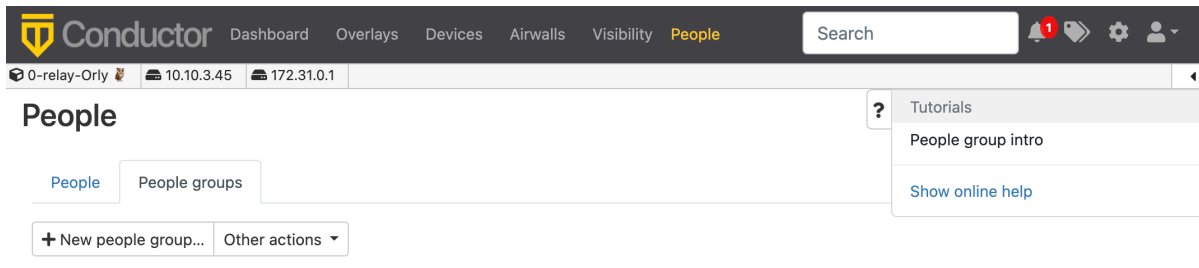 Conductor Dashboard Overlays Devices Airwalls Visibility People Search 1
0-relay-Orly 10.10.3.45 172.31.0.1
People
? Tutorials
People group intro
People People groups
Show online help
+ New people group... Other actions